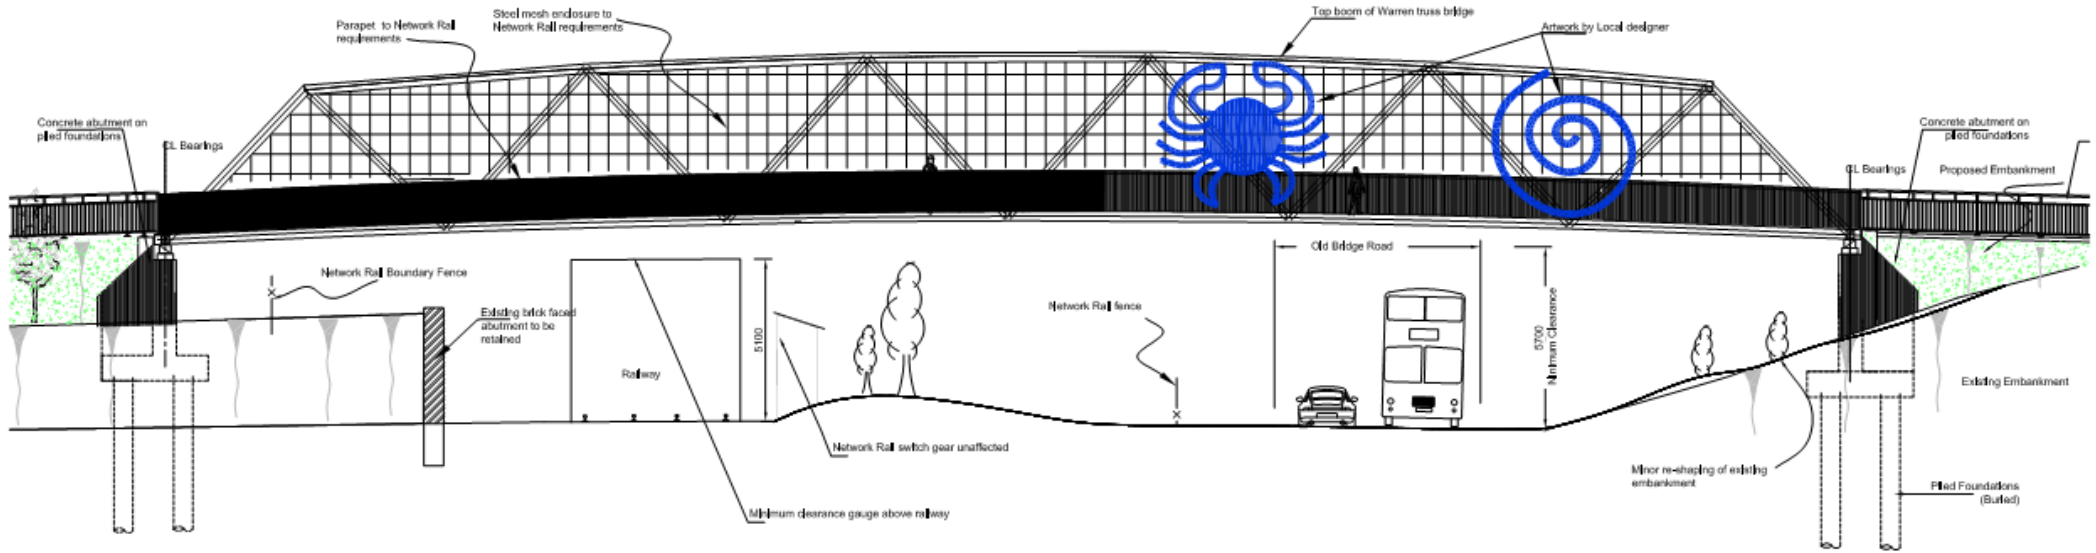 Parapet to Network Rail
requirements
Steel mesh enclosure to
Network Rail requirements
Top boom of Warren truss bridge
Artwork by Local designer
Concrete abutment on
piled foundations
CL Bearings
Concrete abutment on
piled foundations
CL Bearings
Proposed Embankment
Network Rail Boundary Fence
Existing brick faced
abutment to be
retained
Railway
5100
Network Rail fence
Old Bridge Road
5700
Minimum Clearance
Existing Embankment
Network Rail switch gear unaffected
Minor re-shaping of existing
embankment
Piled Foundations
(Buried)
Minimum clearance gauge above railway